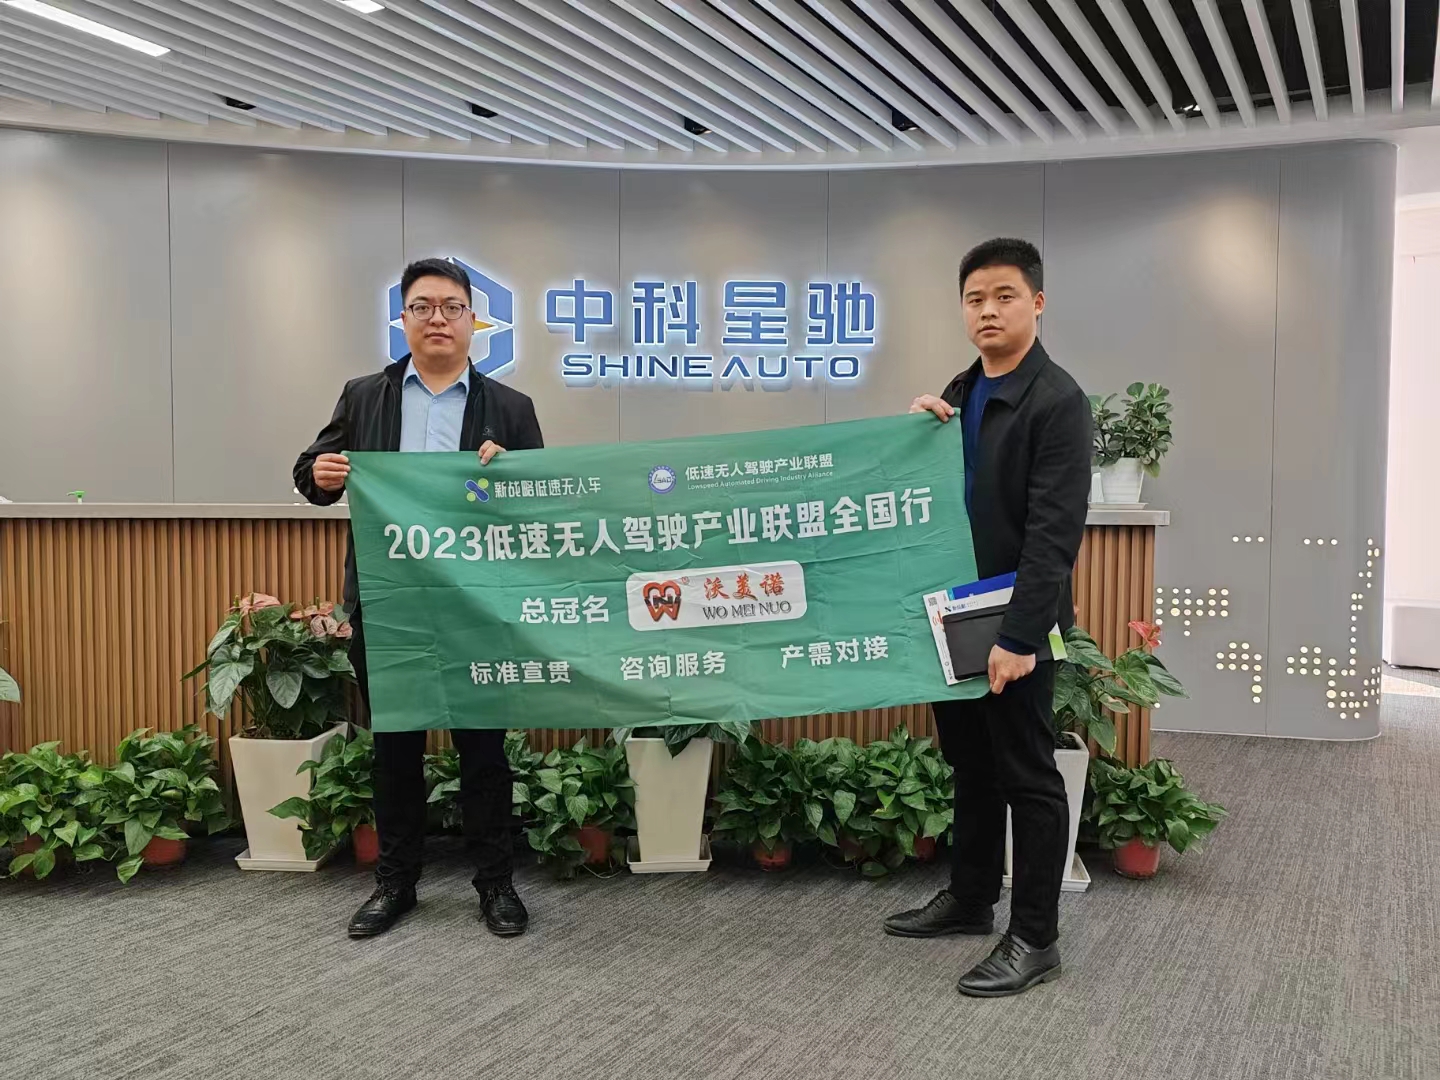 中科星驰
SHINEAUTO
新战略低速无人车
低速无人驾驶产业联盟
Lowspeed Automated Driving Industry Alliance
2023低速无人驾驶产业联盟全国行
总冠名
沃美诺
WO MEI NUO
标准宣贯 咨询服务 产需对接